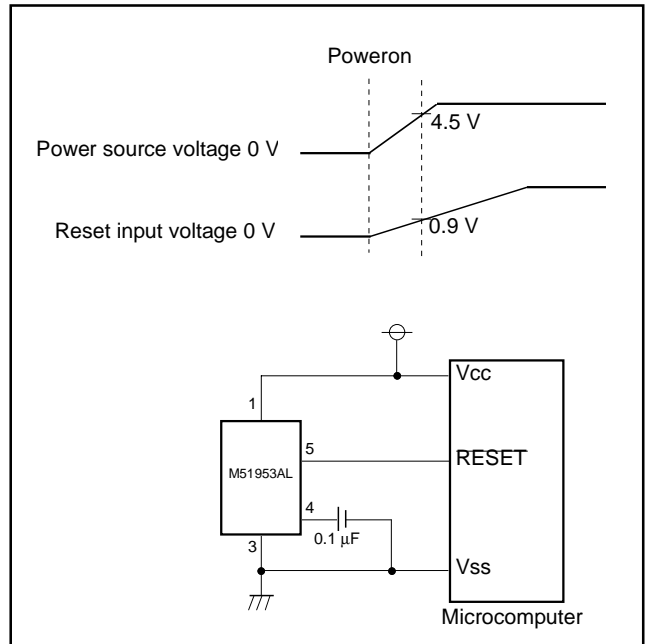 Poweron
4.5 V
Power source voltage 0 V
Reset input voltage 0 V
0.9 V
Vcc
1
5
RESET
M51953AL
4
0.1 µF
3
Vss
Microcomputer